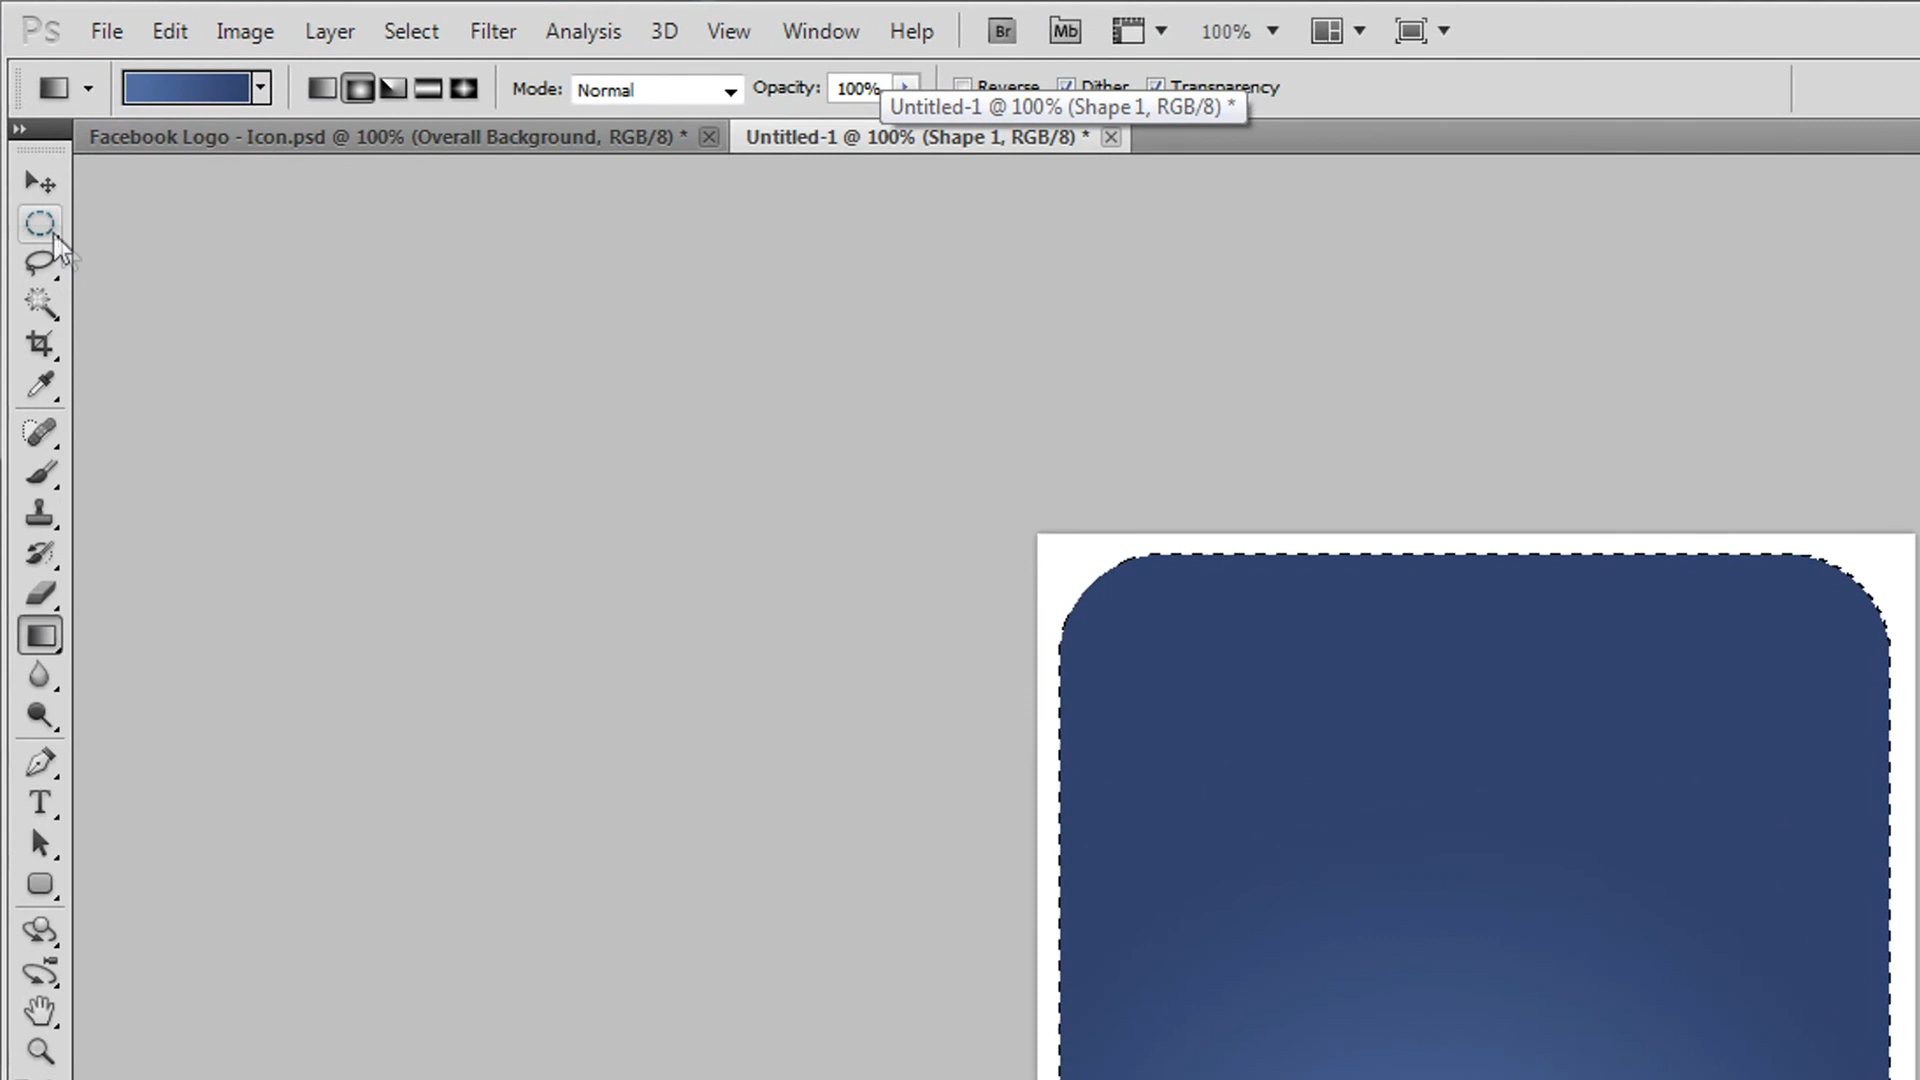 Ps File Edit Image Layer Select Filter Analysis 3D View Window Help Br Mb 100%
Mode: Normal Opacity: 100% Reverse Dither Transparency
Untitled-1 @ 100% (Shape 1, RGB/8) *
Facebook Logo - Icon.psd @ 100% (Overall Background, RGB/8) * Untitled-1 @ 100% (Shape 1, RGB/8) *
T